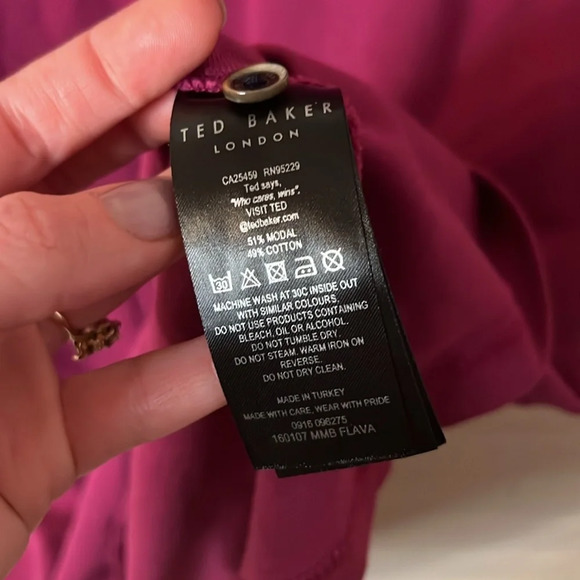 TED BAKER
LONDON
CA25459 RN95229
Ted says,
"Who cares, wins".
VISIT TED
@tedbaker.com
51% MODAL
49% COTTON
30
MACHINE WASH AT 30C INSIDE OUT
WITH SIMILAR COLOURS.
DO NOT USE PRODUCTS CONTAINING
BLEACH, OIL OR ALCOHOL.
DO NOT TUMBLE DRY.
DO NOT STEAM. WARM IRON ON
REVERSE.
DO NOT DRY CLEAN.
MADE IN TURKEY
MADE WITH CARE, WEAR WITH PRIDE
0916 096275
160107 MMB FLAVA